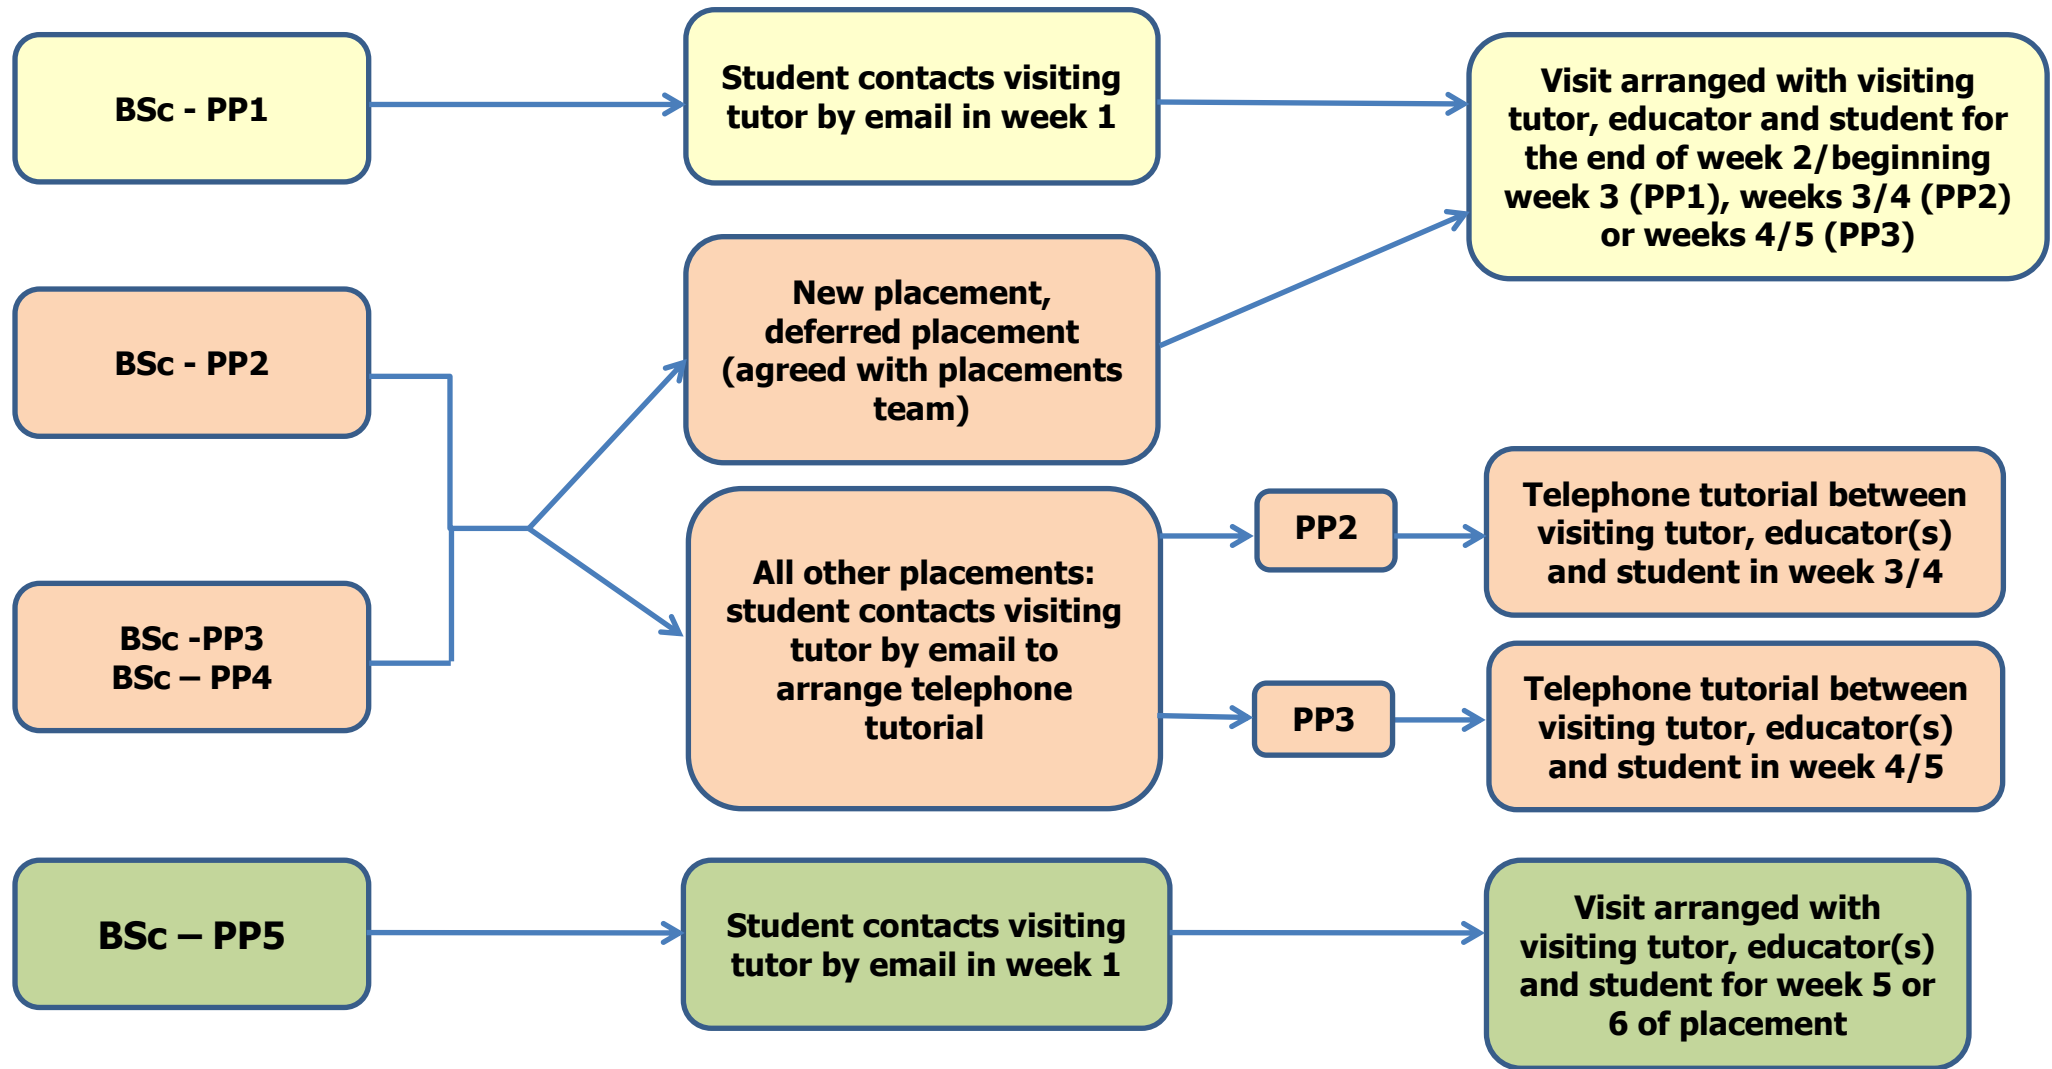 BSc - PP1
Student contacts visiting
tutor by email in week 1
Visit arranged with visiting
tutor, educator and student for
the end of week 2/beginning
week 3 (PP1), weeks 3/4 (PP2)
or weeks 4/5 (PP3)
BSc - PP2
New placement,
deferred placement
(agreed with placements
team)
BSc -PP3
BSc – PP4
All other placements:
student contacts visiting
tutor by email to
arrange telephone
tutorial
PP2
Telephone tutorial between
visiting tutor, educator(s)
and student in week 3/4
PP3
Telephone tutorial between
visiting tutor, educator(s)
and student in week 4/5
BSc – PP5
Student contacts visiting
tutor by email in week 1
Visit arranged with
visiting tutor, educator(s)
and student for week 5 or
6 of placement